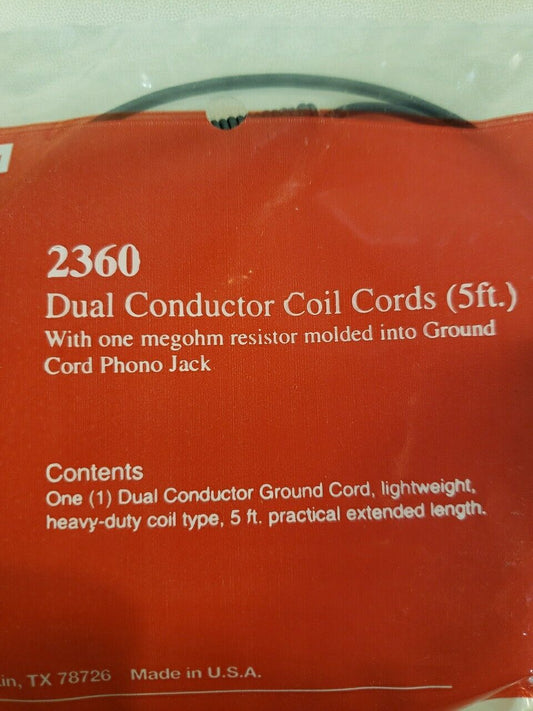 2360
Dual Conductor Coil Cords (5ft.)
With one megohm resistor molded into Ground
Cord Phono Jack
Contents
One (1) Dual Conductor Ground Cord, lightweight,
heavy-duty coil type, 5 ft. practical extended length.
TX 78726 Made in U.S.A.